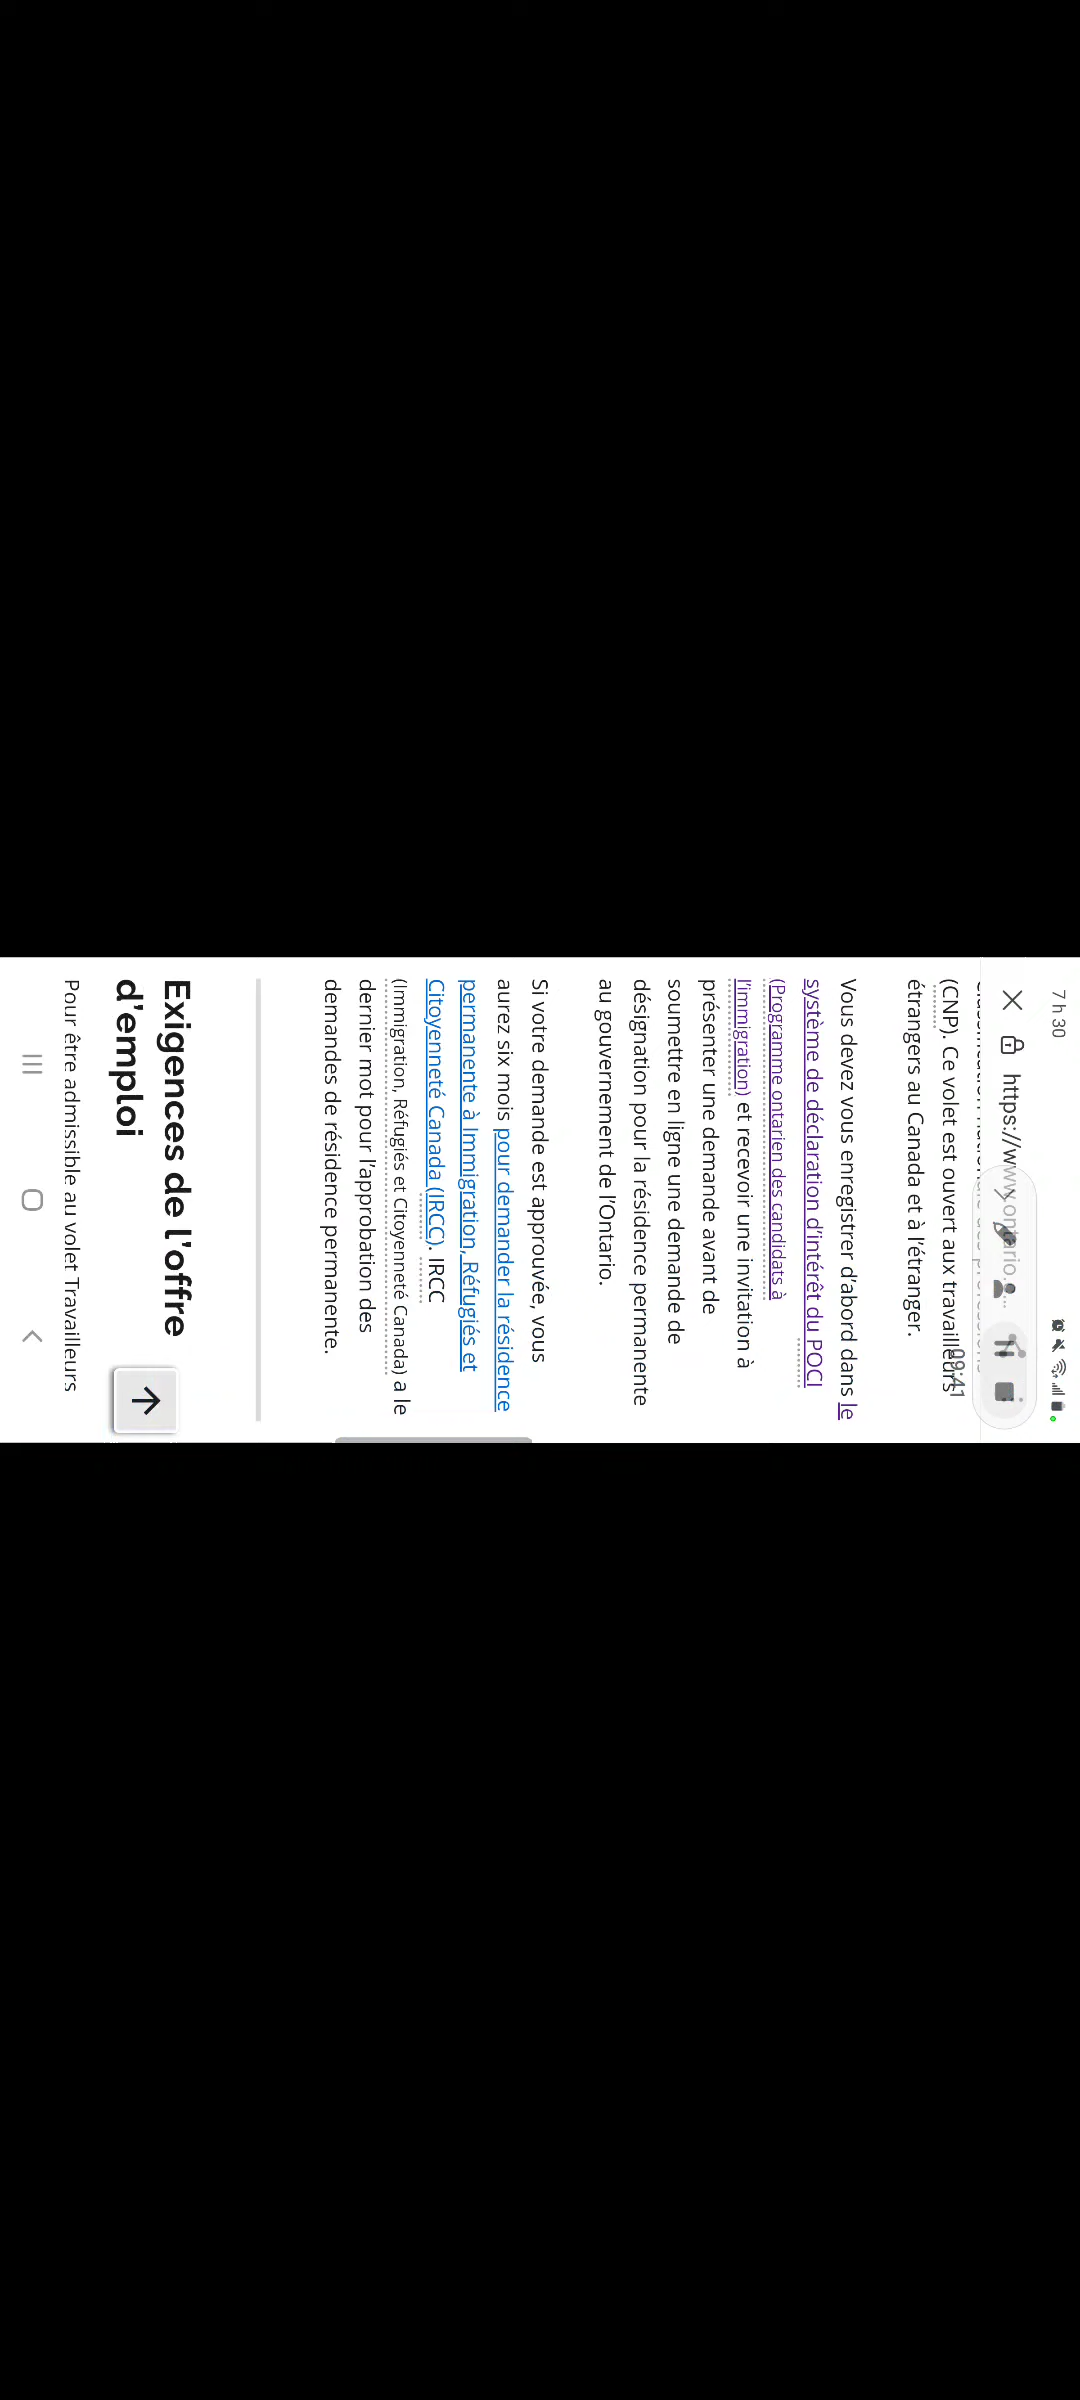 7 h 30
https://www.ontario.c...
(CNP). Ce volet est ouvert aux travailleurs
09:41
étrangers au Canada et à l'étranger.
Vous devez vous enregistrer d'abord dans le
système de déclaration d'intérêt du POCI
(Programme ontarien des candidats à
l'immigration) et recevoir une invitation à
présenter une demande avant de
soumettre en ligne une demande de
désignation pour la résidence permanente
au gouvernement de l'Ontario.
Si votre demande est approuvée, vous
aurez six mois pour demander la résidence
permanente à Immigration, Réfugiés et
Citoyenneté Canada (IRCC). IRCC
(Immigration, Réfugiés et Citoyenneté Canada) a le
dernier mot pour l'approbation des
demandes de résidence permanente.
Exigences de l'offre
d'emploi
Pour être admissible au volet Travailleurs